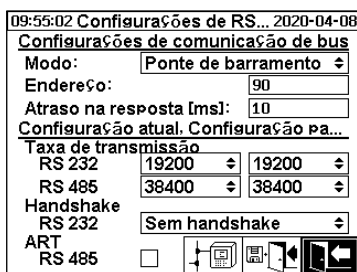 09:55:02 Configurações de RS... 2020-04-08
Configurações de comunicação de bus
Modo: Ponte de barramento
Endereço: 90
Atraso na resposta [ms]: 10
Configuração atual, Configuração pa...
Taxa de transmissão
RS 232 19200 19200
RS 485 38400 38400
Handshake
RS 232 Sem handshake
ART
RS 485